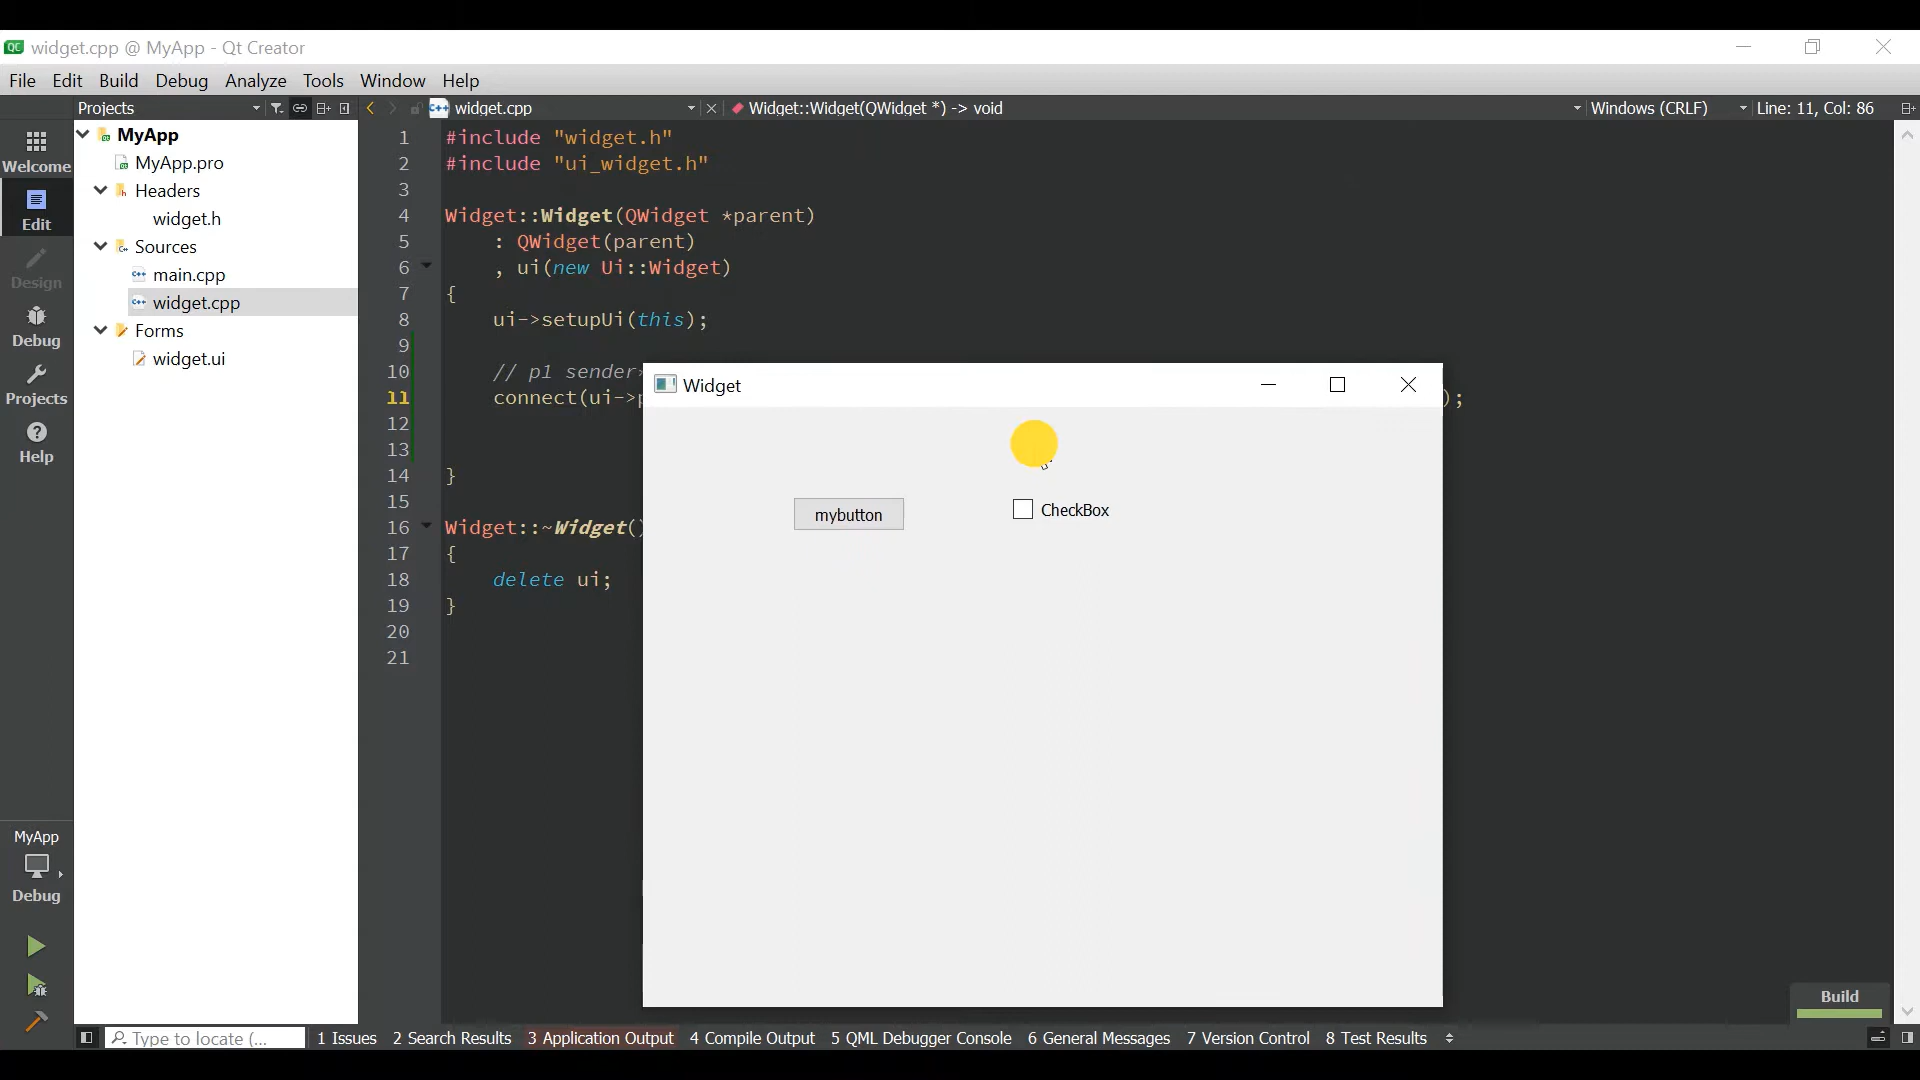 widget.cpp @ MyApp - Qt Creator
File Edit Build Debug Analyze Tools Window Help
Projects
widget.cpp
Widget::Widget(QWidget *) -> void
Windows (CRLF)
Line: 11, Col: 86
Welcome
Edit
Design
Debug
Projects
Help
MyApp
MyApp.pro
Headers
widget.h
Sources
main.cpp
widget.cpp
Forms
widget.ui
1 #include "widget.h"
2 #include "ui_widget.h"
3
4 Widget::Widget(QWidget *parent)
5 : QWidget(parent)
6 , ui(new Ui::Widget)
7 {
8 ui->setupUi(this);
9
10 // p1 sender
11 connect(ui-> );
12
13
14 }
15
16 Widget::~Widget()
17 {
18 delete ui;
19 }
20
21
Widget
mybutton
CheckBox
MyApp
Debug
Build
Type to locate (...
1 Issues 2 Search Results 3 Application Output 4 Compile Output 5 QML Debugger Console 6 General Messages 7 Version Control 8 Test Results